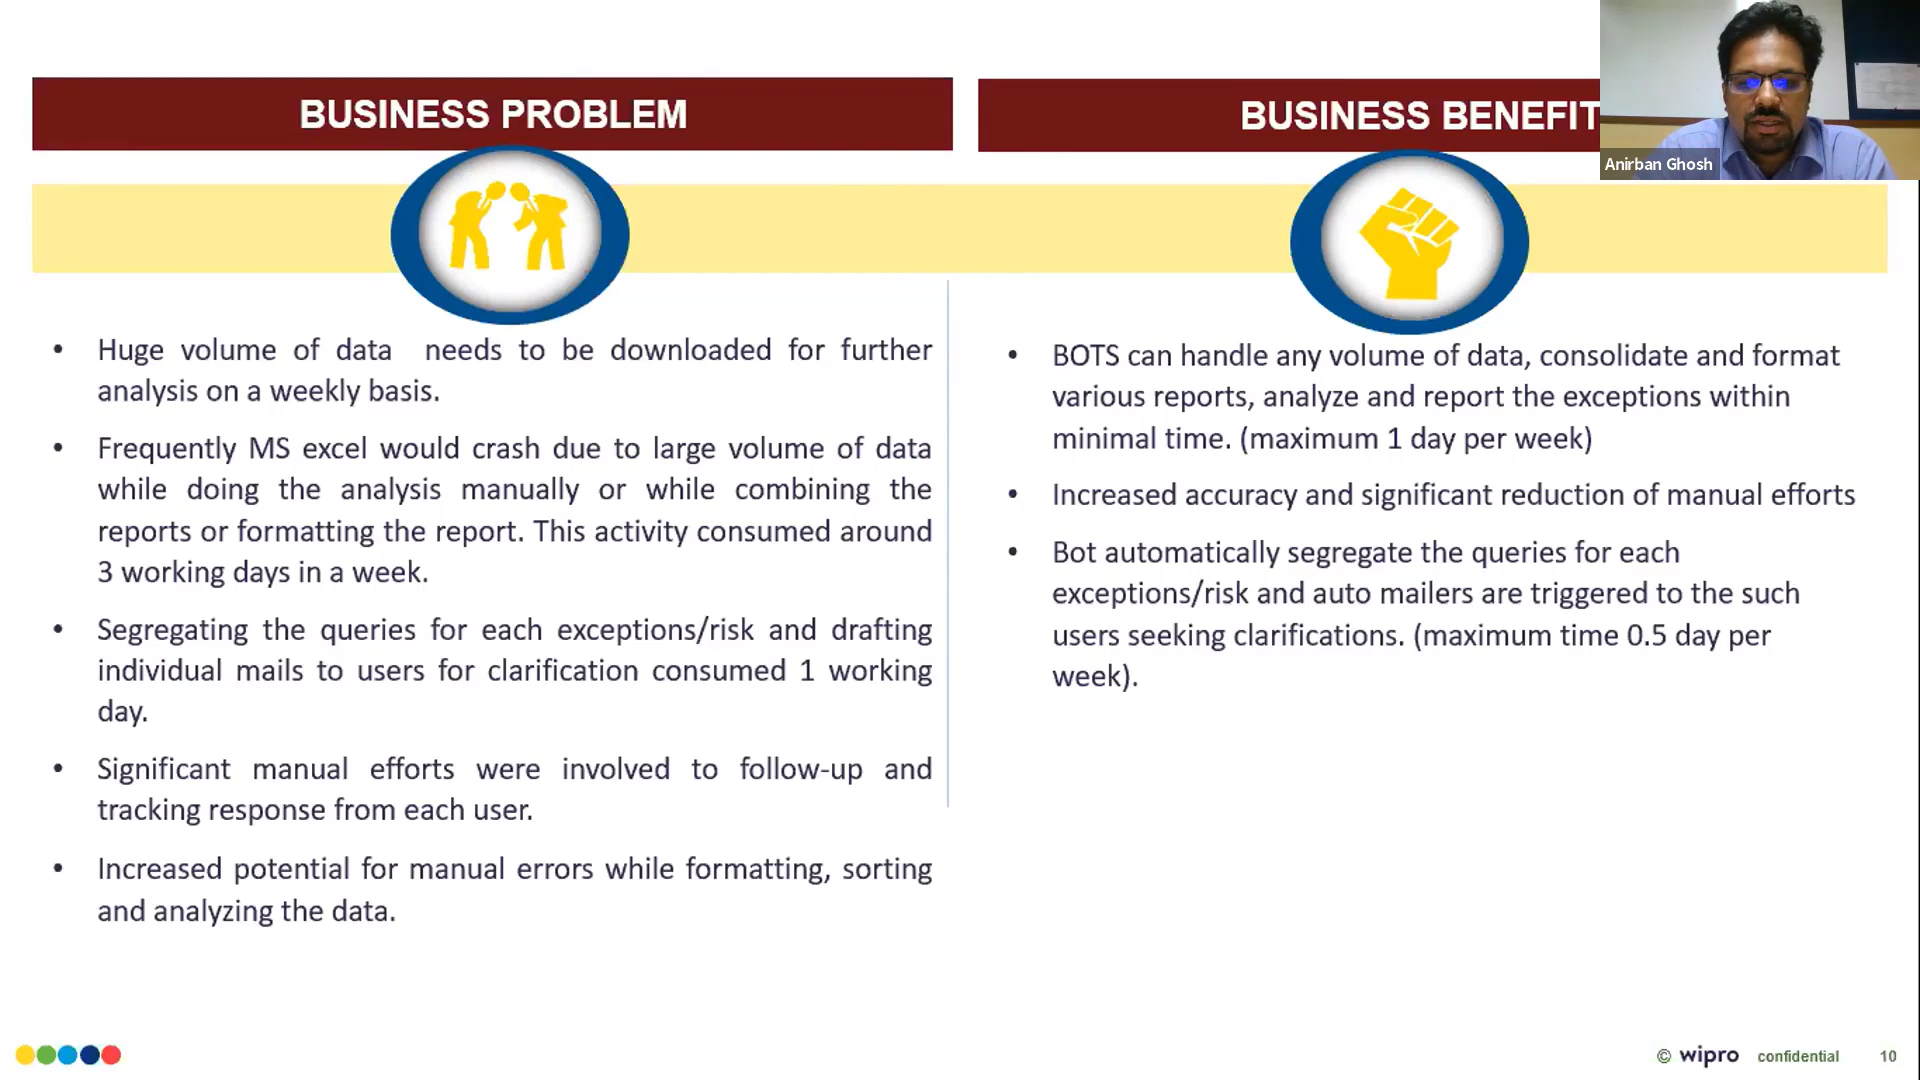 BUSINESS PROBLEM
• Huge volume of data needs to be downloaded for further
analysis on a weekly basis.
• Frequently MS excel would crash due to large volume of data
while doing the analysis manually or while combining the
reports or formatting the report. This activity consumed around
3 working days in a week.
• Segregating the queries for each exceptions/risk and drafting
individual mails to users for clarification consumed 1 working
day.
• Significant manual efforts were involved to follow-up and
tracking response from each user.
• Increased potential for manual errors while formatting, sorting
and analyzing the data.
BUSINESS BENEFIT
Anirban Ghosh
• BOTS can handle any volume of data, consolidate and format
various reports, analyze and report the exceptions within
minimal time. (maximum 1 day per week)
• Increased accuracy and significant reduction of manual efforts
• Bot automatically segregate the queries for each
exceptions/risk and auto mailers are triggered to the such
users seeking clarifications. (maximum time 0.5 day per
week).
© wipro confidential 10